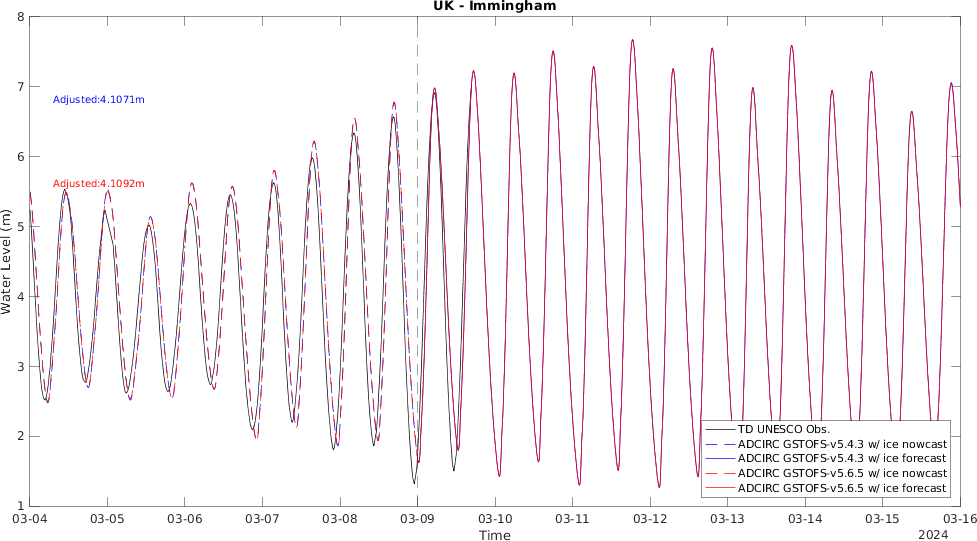 UK - Immingham
8
7
6
5
4
3
2
1
Water Level (m)
Adjusted:4.1071m
Adjusted:4.1092m
TD UNESCO Obs.
ADCIRC GSTOFS-v5.4.3 w/ ice nowcast
ADCIRC GSTOFS-v5.4.3 w/ ice forecast
ADCIRC GSTOFS-v5.6.5 w/ ice nowcast
ADCIRC GSTOFS-v5.6.5 w/ ice forecast
03-04 03-05 03-06 03-07 03-08 03-09 03-10 03-11 03-12 03-13 03-14 03-15 03-16
Time
2024